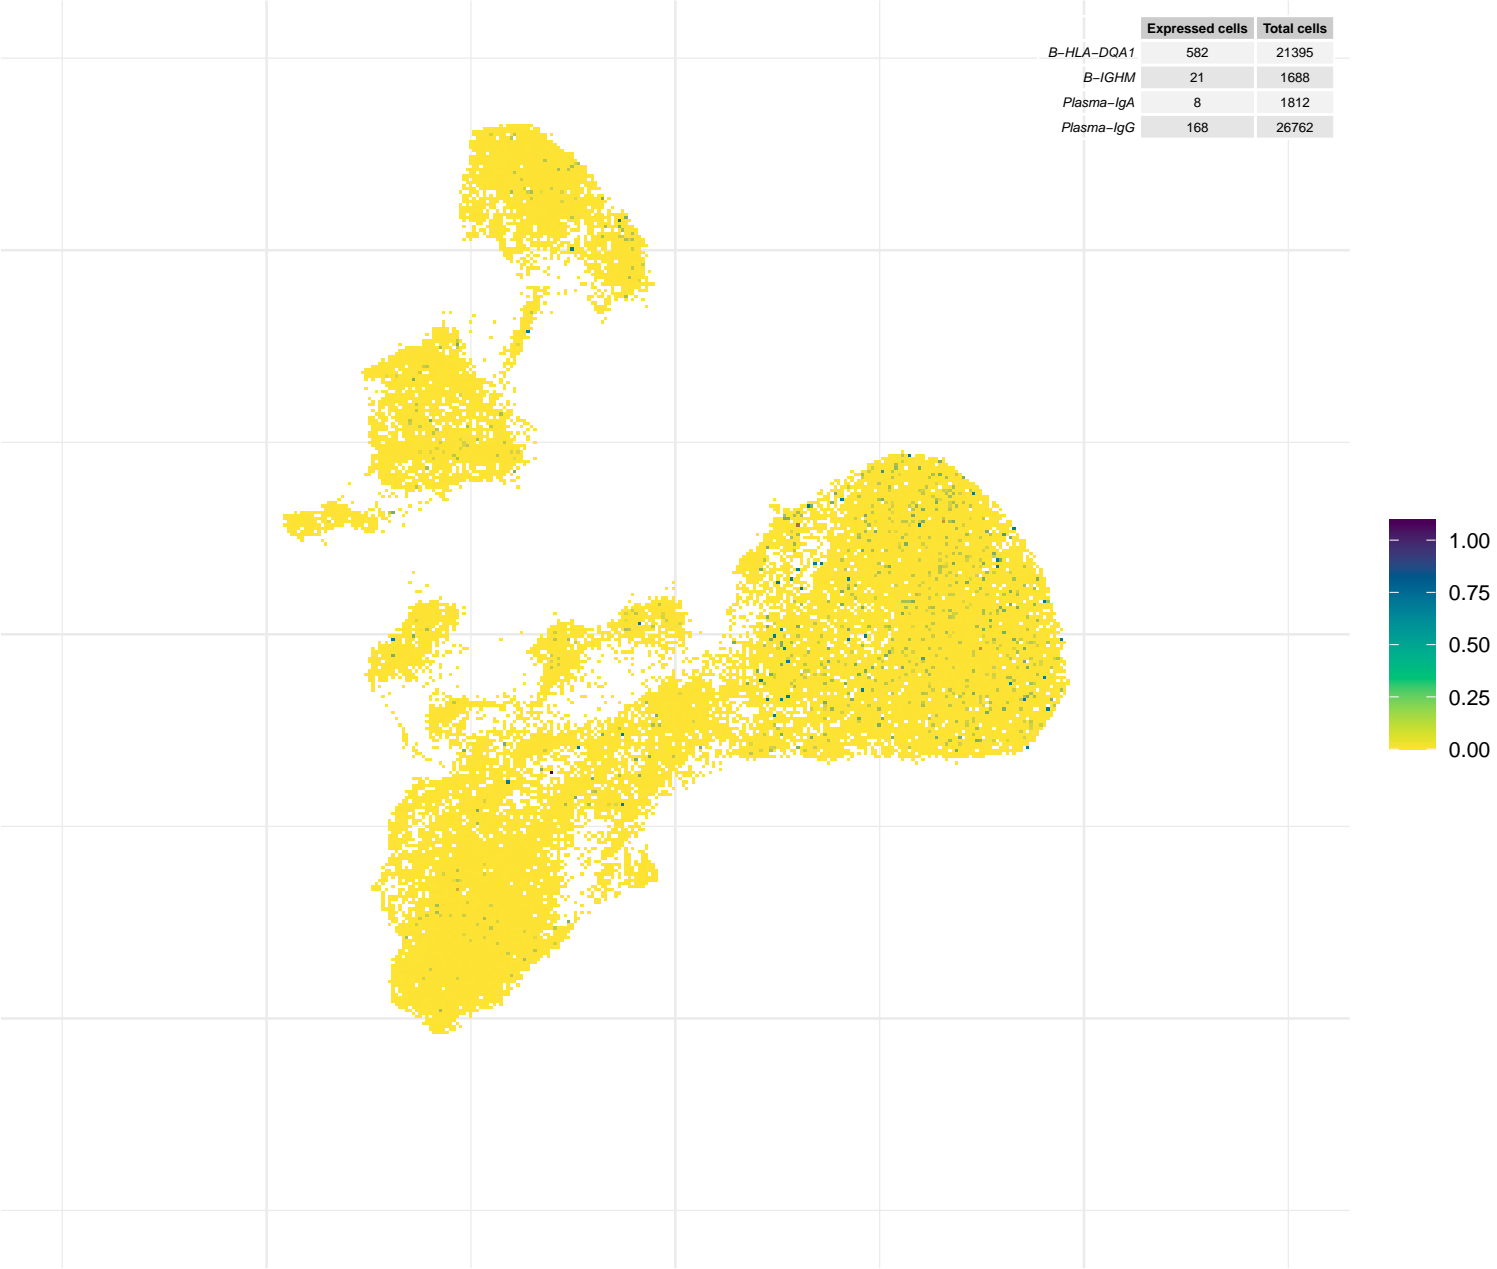 Expressed cells Total cells
B−HLA−DQA1 582 21395
B−IGHM 21 1688
Plasma−IgA 8 1812
Plasma−IgG 168 26762
1.00
0.75
0.50
0.25
0.00